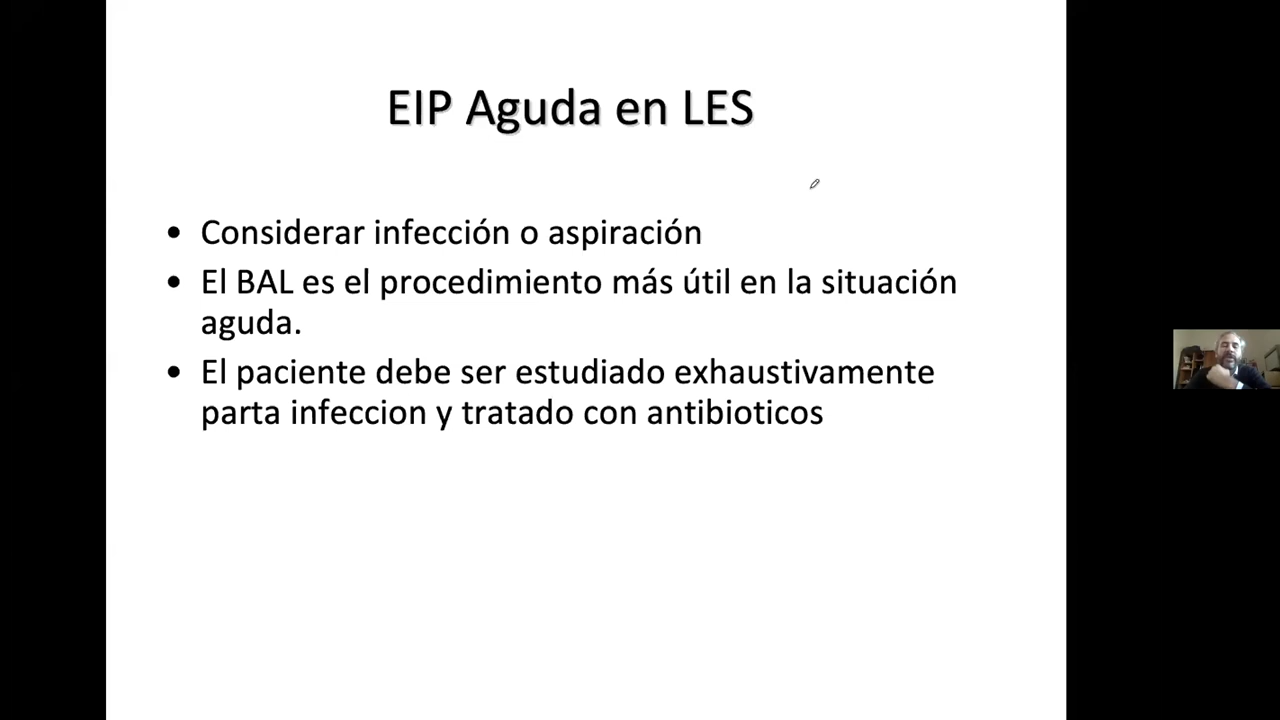 EIP Aguda en LES
• Considerar infección o aspiración
• El BAL es el procedimiento más útil en la situación
aguda.
• El paciente debe ser estudiado exhaustivamente
parta infeccion y tratado con antibioticos